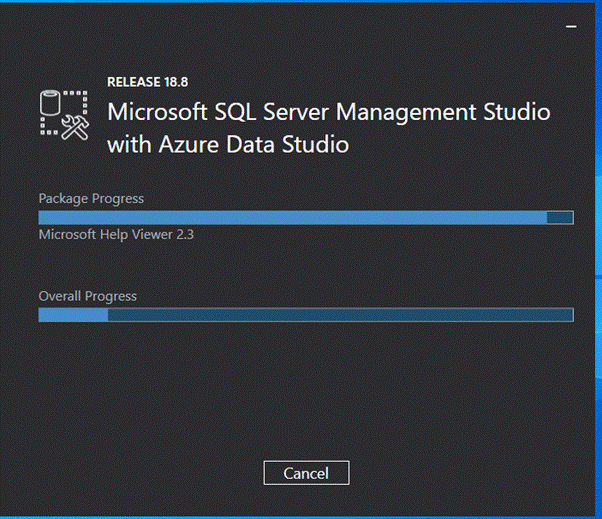 RELEASE 18.8
Microsoft SQL Server Management Studio
with Azure Data Studio
Package Progress
Microsoft Help Viewer 2.3
Overall Progress
Cancel